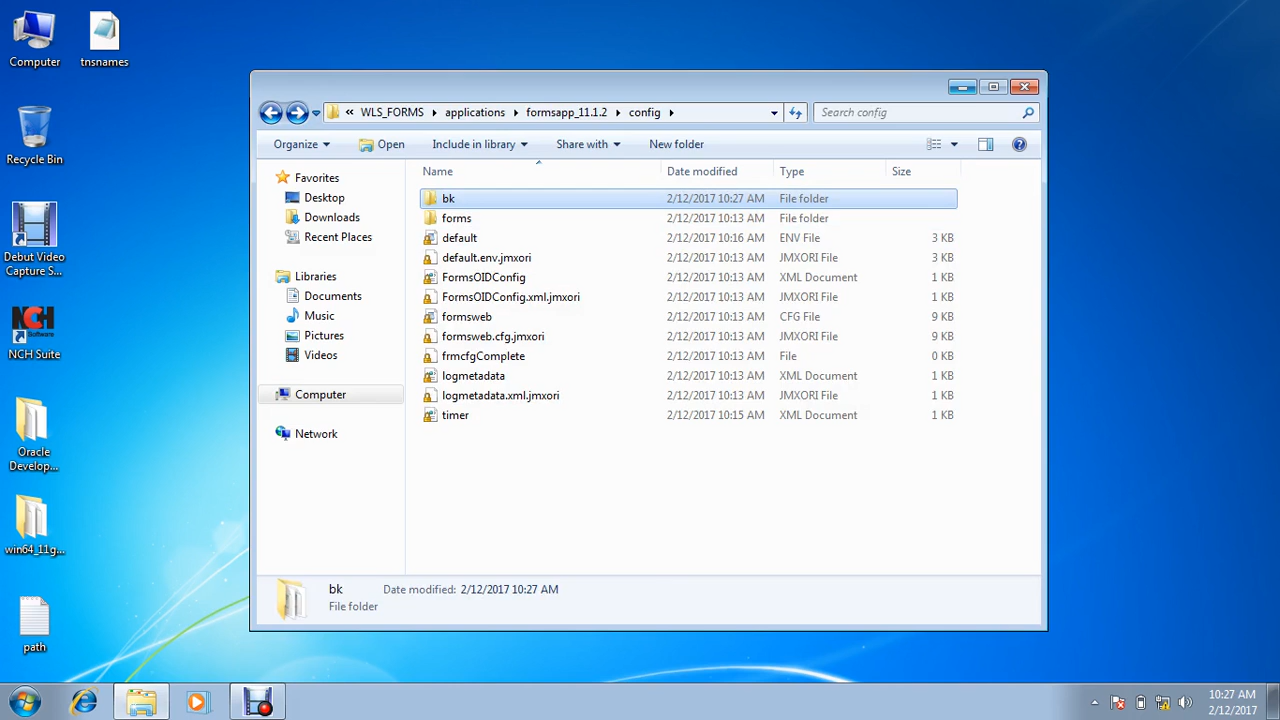 Computer
tnsnames
Recycle Bin
Debut Video
Capture S...
NCH
Software
NCH Suite
Oracle
Develop...
win64_11g...
path
« WLS_FORMS applications formsapp_11.1.2 config
Search config
Organize Open Include in library Share with New folder
Favorites
Desktop
Downloads
Recent Places
Libraries
Documents
Music
Pictures
Videos
Computer
Network
Name Date modified Type Size
bk 2/12/2017 10:27 AM File folder
forms 2/12/2017 10:13 AM File folder
default 2/12/2017 10:16 AM ENV File 3 KB
default.env.jmxori 2/12/2017 10:13 AM JMXORI File 3 KB
FormsOIDConfig 2/12/2017 10:13 AM XML Document 1 KB
FormsOIDConfig.xml.jmxori 2/12/2017 10:13 AM JMXORI File 1 KB
formsweb 2/12/2017 10:13 AM CFG File 9 KB
formsweb.cfg.jmxori 2/12/2017 10:13 AM JMXORI File 9 KB
frmcfgComplete 2/12/2017 10:13 AM File 0 KB
logmetadata 2/12/2017 10:13 AM XML Document 1 KB
logmetadata.xml.jmxori 2/12/2017 10:13 AM JMXORI File 1 KB
timer 2/12/2017 10:15 AM XML Document 1 KB
bk Date modified: 2/12/2017 10:27 AM
File folder
10:27 AM
2/12/2017